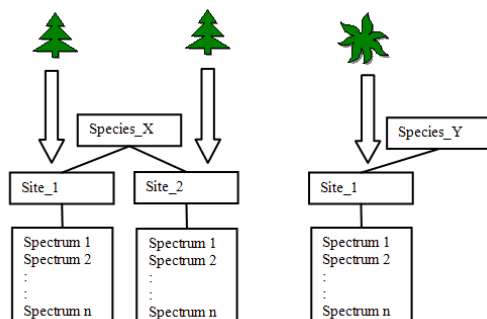 Species_X
Species_Y
Site_1
Site_2
Site_1
Spectrum 1
Spectrum 2
:
:
Spectrum n
Spectrum 1
Spectrum 2
:
:
Spectrum n
Spectrum 1
Spectrum 2
:
:
Spectrum n